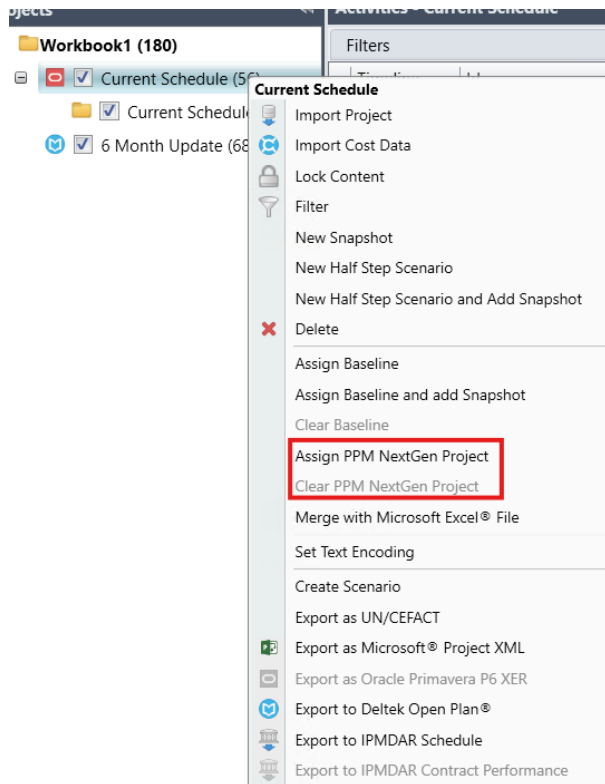 Workbook1 (180)
Filters
Current Schedule (56)
Current Schedul
6 Month Update (68
Current Schedule
Import Project
Import Cost Data
Lock Content
Filter
New Snapshot
New Half Step Scenario
New Half Step Scenario and Add Snapshot
Delete
Assign Baseline
Assign Baseline and add Snapshot
Clear Baseline
Assign PPM NextGen Project
Clear PPM NextGen Project
Merge with Microsoft Excel® File
Set Text Encoding
Create Scenario
Export as UN/CEFACT
Export as Microsoft® Project XML
Export as Oracle Primavera P6 XER
Export to Deltek Open Plan®
Export to IPMDAR Schedule
Export to IPMDAR Contract Performance